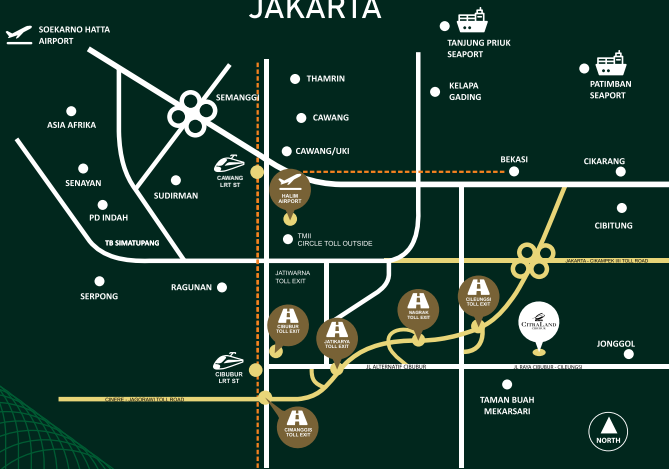 JAKARTA
SOEKARNO HATTA
AIRPORT
TANJUNG PRIUK
SEAPORT
PATIMBAN
SEAPORT
THAMRIN
KELAPA
GADING
SEMANGGI
ASIA AFRIKA
CAWANG
CAWANG/UKI
BEKASI
CIKARANG
CAWANG
LRT ST
SENAYAN
SUDIRMAN
HALIM
AIRPORT
PD INDAH
CIBITUNG
TB SIMATUPANG
TMII
CIRCLE TOLL OUTSIDE
JAKARTA - CIKAMPEK III TOLL ROAD
JATIWARNA
TOLL EXIT
SERPONG
RAGUNAN
CILEUNGSI
TOLL EXIT
NAGRAK
TOLL EXIT
CIBUBUR
TOLL EXIT
JATIKARYA
TOLL EXIT
CITRALAND
JONGGOL
CIBUBUR
LRT ST
JL ALTERNATIF CIBUBUR
JL RAYA CIBUBUR - CILEUNGSI
CINERE - JAGORAWI TOLL ROAD
TAMAN BUAH
MEKARSARI
CIMANGGIS
TOLL EXIT
NORTH